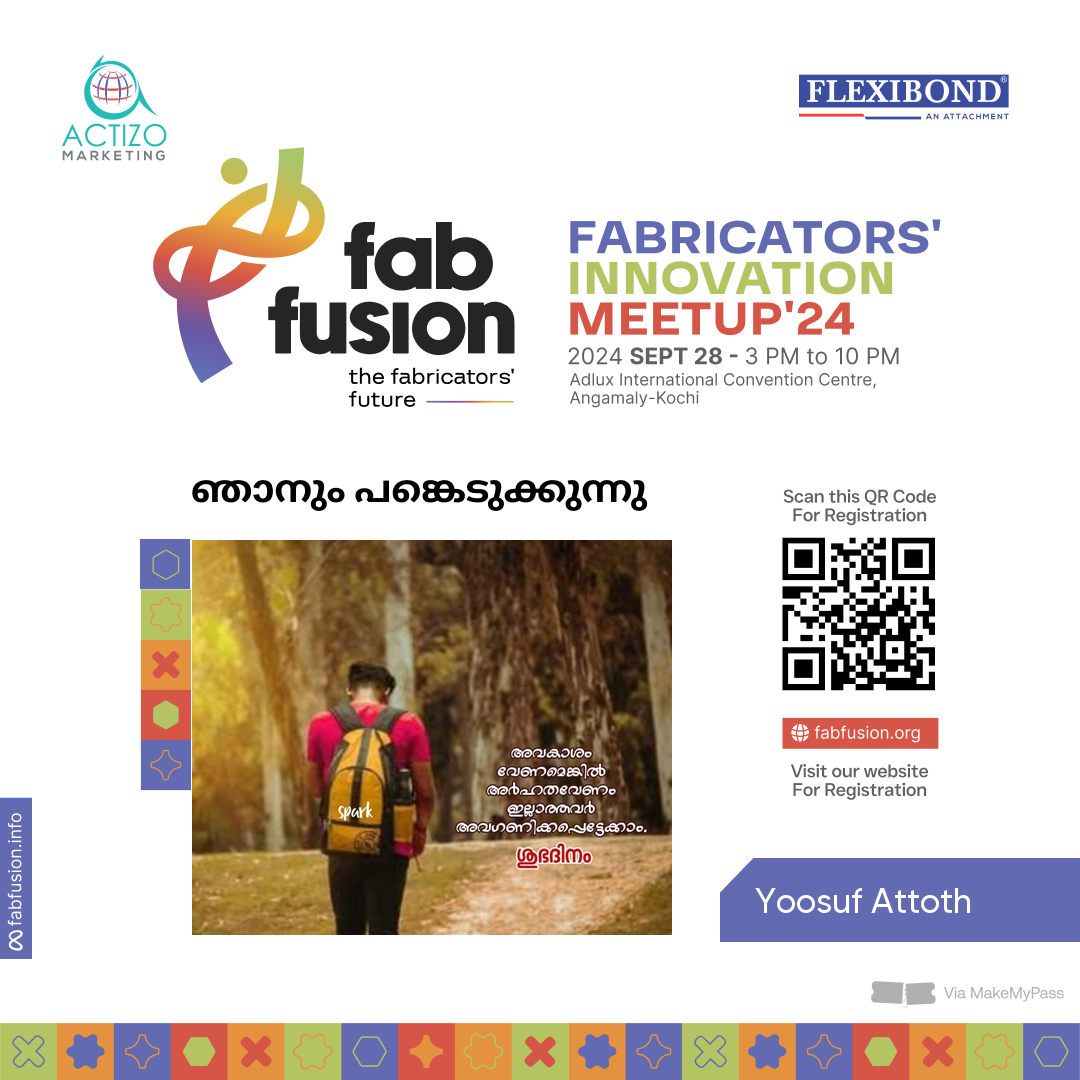 ACTIZO
MARKETING
FLEXIBOND®
AN ATTACHMENT
fab
fusion
the fabricators'
future
FABRICATORS'
INNOVATION
MEETUP'24
2024 SEPT 28 - 3 PM to 10 PM
Adlux International Convention Centre,
Angamaly-Kochi
ഞാനും പങ്കെടുക്കുന്നു
Scan this QR Code
For Registration
fabfusion.org
Visit our website
For Registration
spark
അവകാശം
വേണമെങ്കിൽ
അർഹതവേണം
ഇല്ലാത്തവർ
അവഗണിക്കപ്പെട്ടേക്കാം.
ശുഭദിനം
fabfusion.info
Yoosuf Attoth
Via MakeMyPass